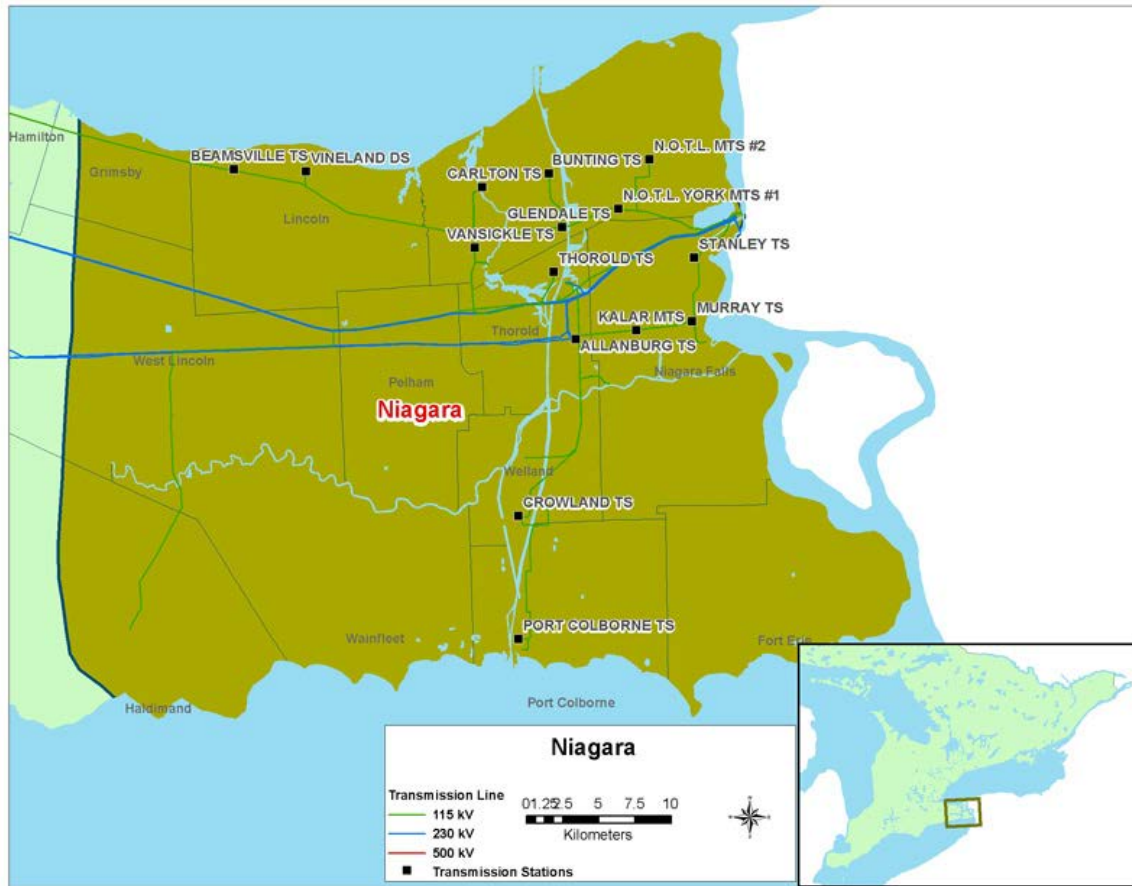 Hamilton
Grimsby
BEAMSVILLE TS
VINELAND DS
Lincoln
CARLTON TS
BUNTING TS
N.O.T.L. MTS #2
N.O.T.L. YORK MTS #1
GLENDALE TS
VANSICKLE TS
STANLEY TS
THOROLD TS
MURRAY TS
KALAR MTS
Thorold
ALLANBURG TS
West Lincoln
Niagara Falls
Pelham
Niagara
Welland
CROWLAND TS
PORT COLBORNE TS
Wainfleet
Fort Erie
Haldimand
Port Colborne
Niagara
Transmission Line
115 kV
230 kV
500 kV
Transmission Stations
0 1.25 2.5 5 7.5 10
Kilometers